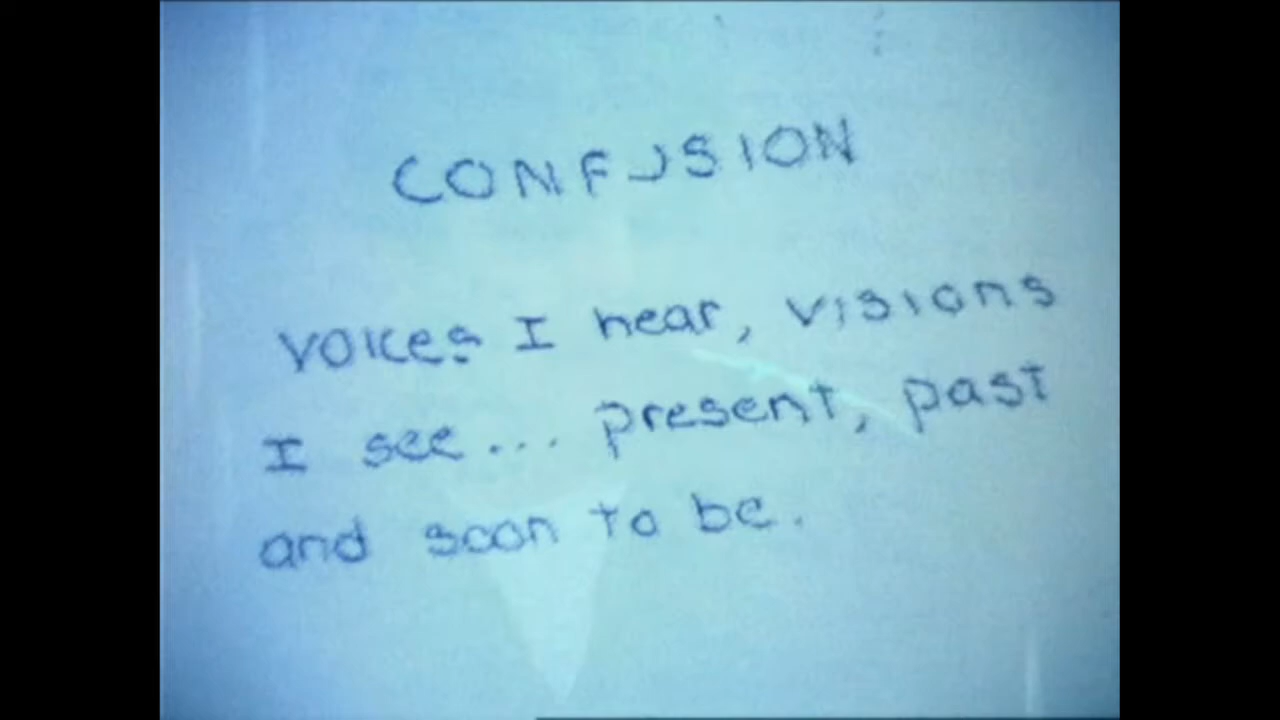 CONFUSION
Voices I hear, visions
I see... present, past
and soon to be.